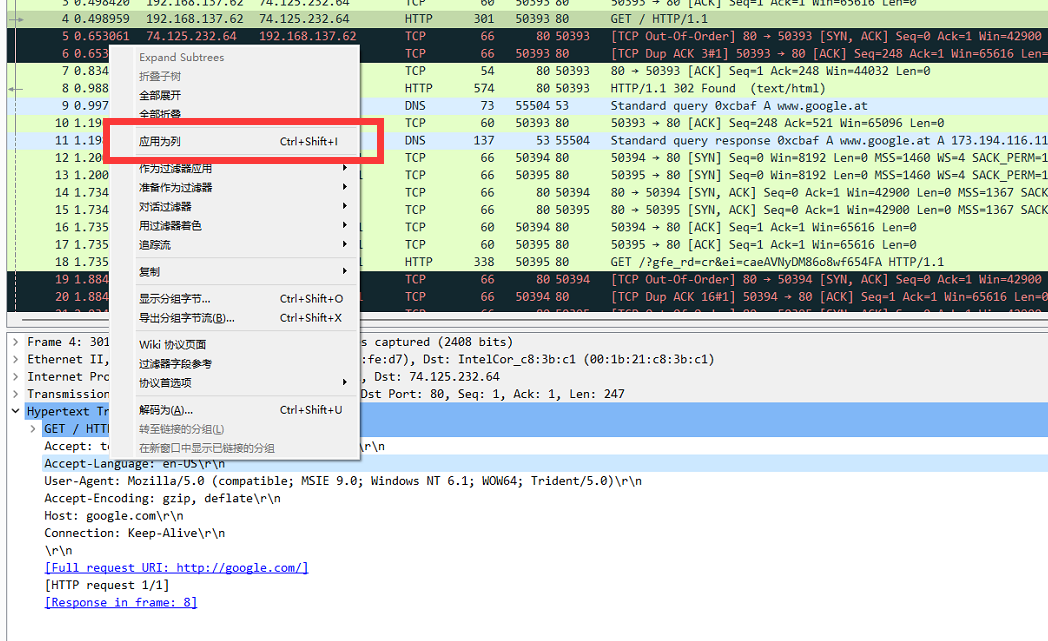 3 0.498420 192.168.137.62 74.125.232.64 TCP 60 50393 80 50393 → 80 [ACK] Seq=1 Ack=1 Win=65616 Len=0
4 0.498959 192.168.137.62 74.125.232.64 HTTP 301 50393 80 GET / HTTP/1.1
5 0.653061 74.125.232.64 192.168.137.62 TCP 66 80 50393 [TCP Out-Of-Order] 80 → 50393 [SYN, ACK] Seq=0 Ack=1 Win=42900
6 0.653 TCP 66 50393 80 [TCP Dup ACK 3#1] 50393 → 80 [ACK] Seq=248 Ack=1 Win=65616 Len=0
7 0.834 TCP 54 80 50393 80 → 50393 [ACK] Seq=1 Ack=248 Win=44032 Len=0
8 0.988 HTTP 574 80 50393 HTTP/1.1 302 Found (text/html)
9 0.997 DNS 73 55504 53 Standard query 0xcbaf A www.google.at
10 1.194 TCP 60 50393 80 50393 → 80 [ACK] Seq=248 Ack=521 Win=65096 Len=0
11 1.19 DNS 137 53 55504 Standard query response 0xcbaf A www.google.at A 173.194.116.11
12 1.200 TCP 66 50394 80 50394 → 80 [SYN] Seq=0 Win=8192 Len=0 MSS=1460 WS=4 SACK_PERM=1
13 1.200 TCP 66 50395 80 50395 → 80 [SYN] Seq=0 Win=8192 Len=0 MSS=1460 WS=4 SACK_PERM=1
14 1.734 TCP 66 80 50394 80 → 50394 [SYN, ACK] Seq=0 Ack=1 Win=42900 Len=0 MSS=1367 SACK
15 1.734 TCP 66 80 50395 80 → 50395 [SYN, ACK] Seq=0 Ack=1 Win=42900 Len=0 MSS=1367 SACK
16 1.735 TCP 60 50394 80 50394 → 80 [ACK] Seq=1 Ack=1 Win=65616 Len=0
17 1.735 TCP 60 50395 80 50395 → 80 [ACK] Seq=1 Ack=1 Win=65616 Len=0
18 1.735 HTTP 338 50395 80 GET /?gfe_rd=cr&ei=caeAVNyDM86o8wf654FA HTTP/1.1
19 1.884 TCP 66 80 50394 [TCP Out-Of-Order] 80 → 50394 [SYN, ACK] Seq=0 Ack=1 Win=42900
20 1.884 TCP 66 50394 80 [TCP Dup ACK 16#1] 50394 → 80 [ACK] Seq=1 Ack=1 Win=65616 Len=0
Expand Subtrees
折叠子树
全部展开
全部折叠
应用为列 Ctrl+Shift+I
作为过滤器应用
准备作为过滤器
对话过滤器
用过滤器着色
追踪流
复制
显示分组字节... Ctrl+Shift+O
导出分组字节流(B)... Ctrl+Shift+X
Wiki 协议页面
过滤器字段参考
协议首选项
解码为(A)... Ctrl+Shift+U
转至链接的分组(L)
在新窗口中显示已链接的分组
Frame 4: 301 s captured (2408 bits)
Ethernet II, :fe:d7), Dst: IntelCor_c8:3b:c1 (00:1b:21:c8:3b:c1)
Internet Pro , Dst: 74.125.232.64
Transmission Dst Port: 80, Seq: 1, Ack: 1, Len: 247
Hypertext Tr
GET / HTTP
Accept: te \r\n
Accept-Language: en-US\r\n
User-Agent: Mozilla/5.0 (compatible; MSIE 9.0; Windows NT 6.1; WOW64; Trident/5.0)\r\n
Accept-Encoding: gzip, deflate\r\n
Host: google.com\r\n
Connection: Keep-Alive\r\n
\r\n
[Full request URI: http://google.com/]
[HTTP request 1/1]
[Response in frame: 8]